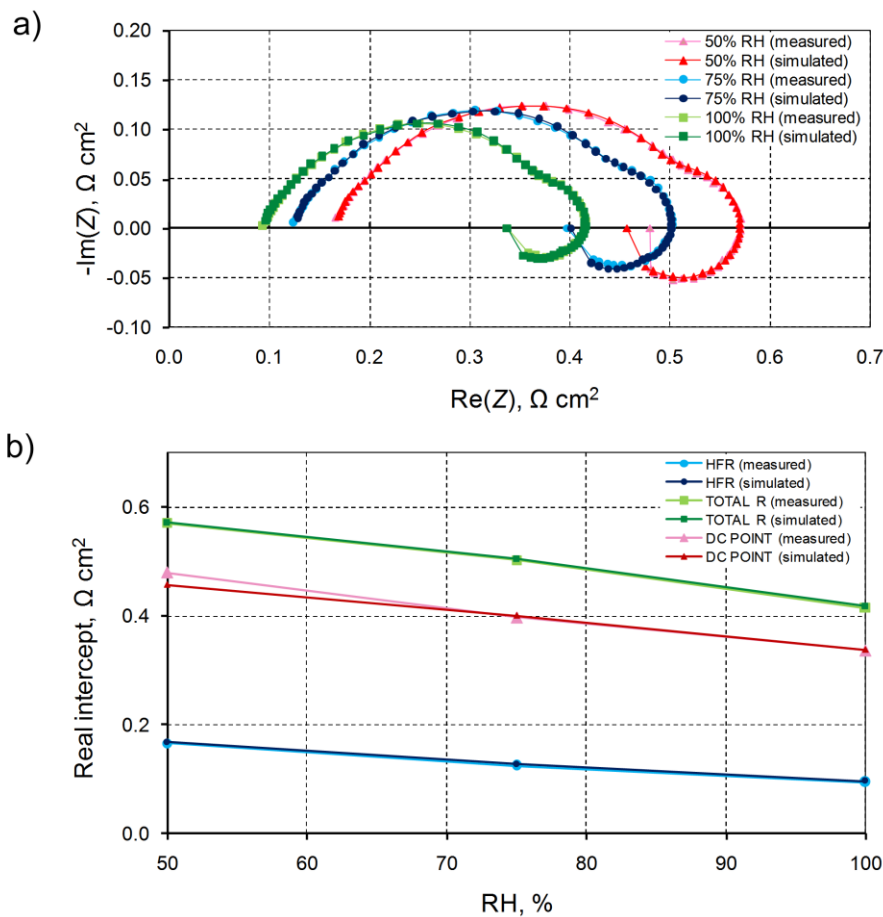 a)
0.20
0.15
0.10
0.05
0.00
-0.05
-0.10
-Im(Z), Ω cm²
50% RH (measured)
50% RH (simulated)
75% RH (measured)
75% RH (simulated)
100% RH (measured)
100% RH (simulated)
0.0 0.1 0.2 0.3 0.4 0.5 0.6 0.7
Re(Z), Ω cm²
b)
0.6
0.4
0.2
0.0
Real intercept, Ω cm²
HFR (measured)
HFR (simulated)
TOTAL R (measured)
TOTAL R (simulated)
DC POINT (measured)
DC POINT (simulated)
50 60 70 80 90 100
RH, %